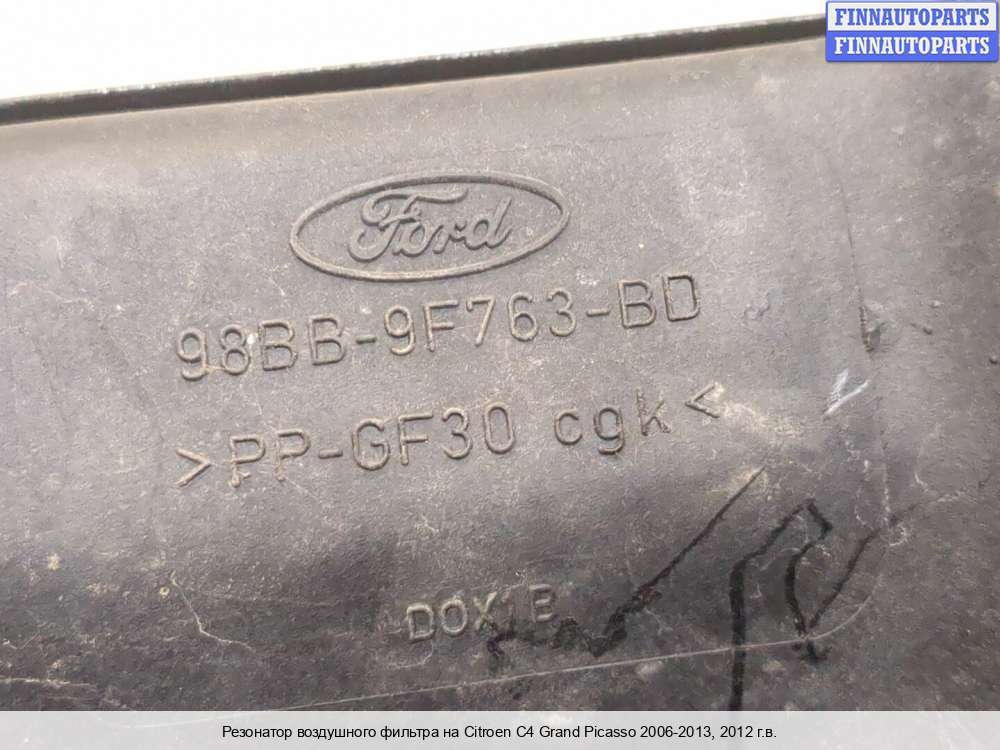 FINNAUTOPARTS
FINNAUTOPARTS
Ford
98BB-9F763-BD
>PP-GF30 cgk<
DOX1B
Резонатор воздушного фильтра на Citroen C4 Grand Picasso 2006-2013, 2012 г.в.